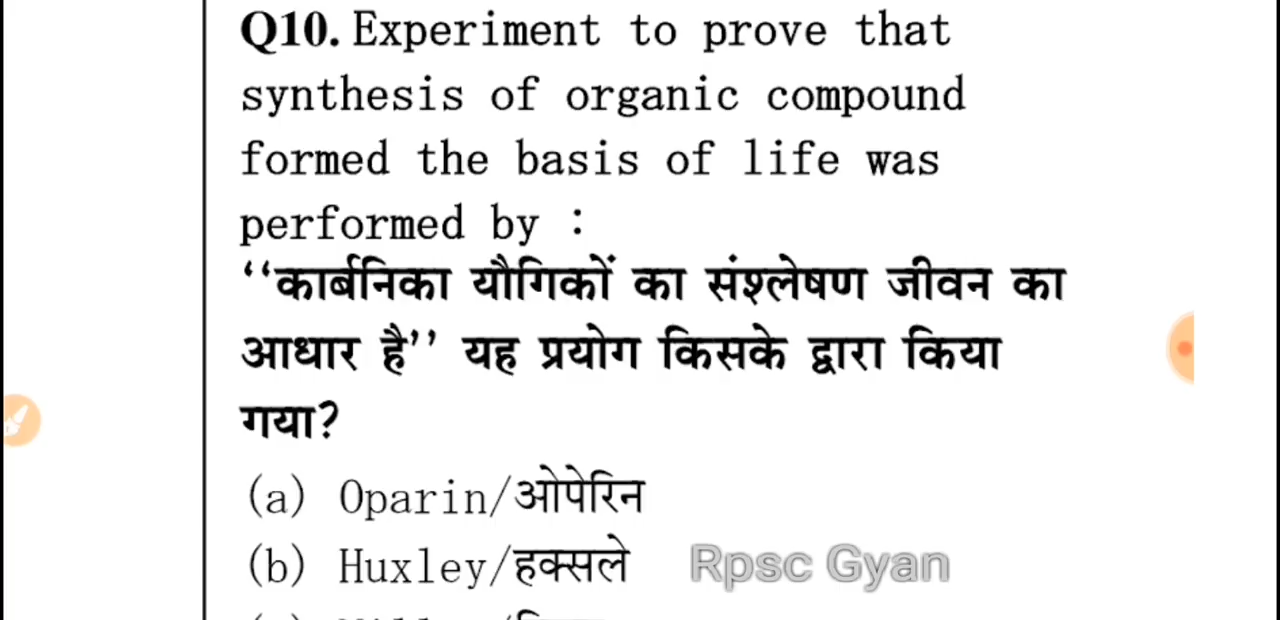 Q10. Experiment to prove that
synthesis of organic compound
formed the basis of life was
performed by :
‘‘कार्बनिका यौगिकों का संश्लेषण जीवन का
आधार है’’ यह प्रयोग किसके द्वारा किया
गया?
(a) Oparin/ओपेरिन
(b) Huxley/हक्सले
Rpsc Gyan